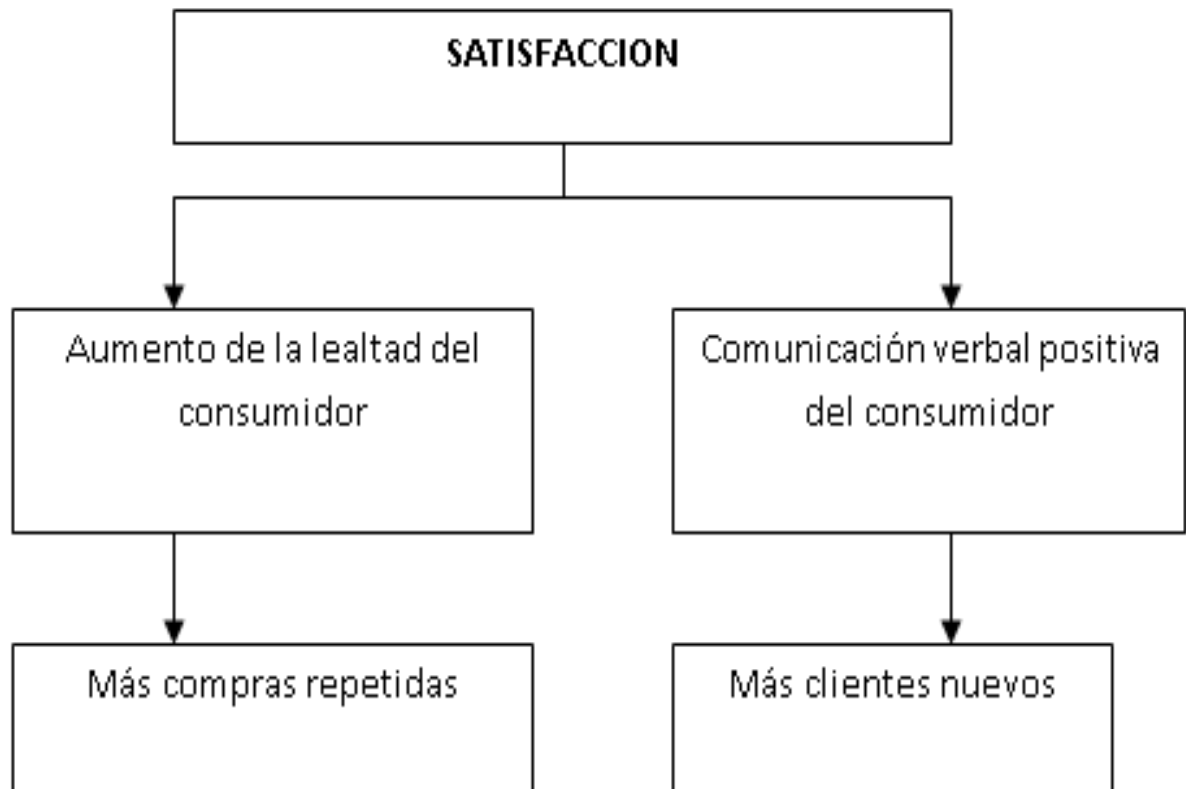 SATISFACCION
Aumento de la lealtad del
consumidor
Comunicación verbal positiva
del consumidor
Más compras repetidas
Más clientes nuevos